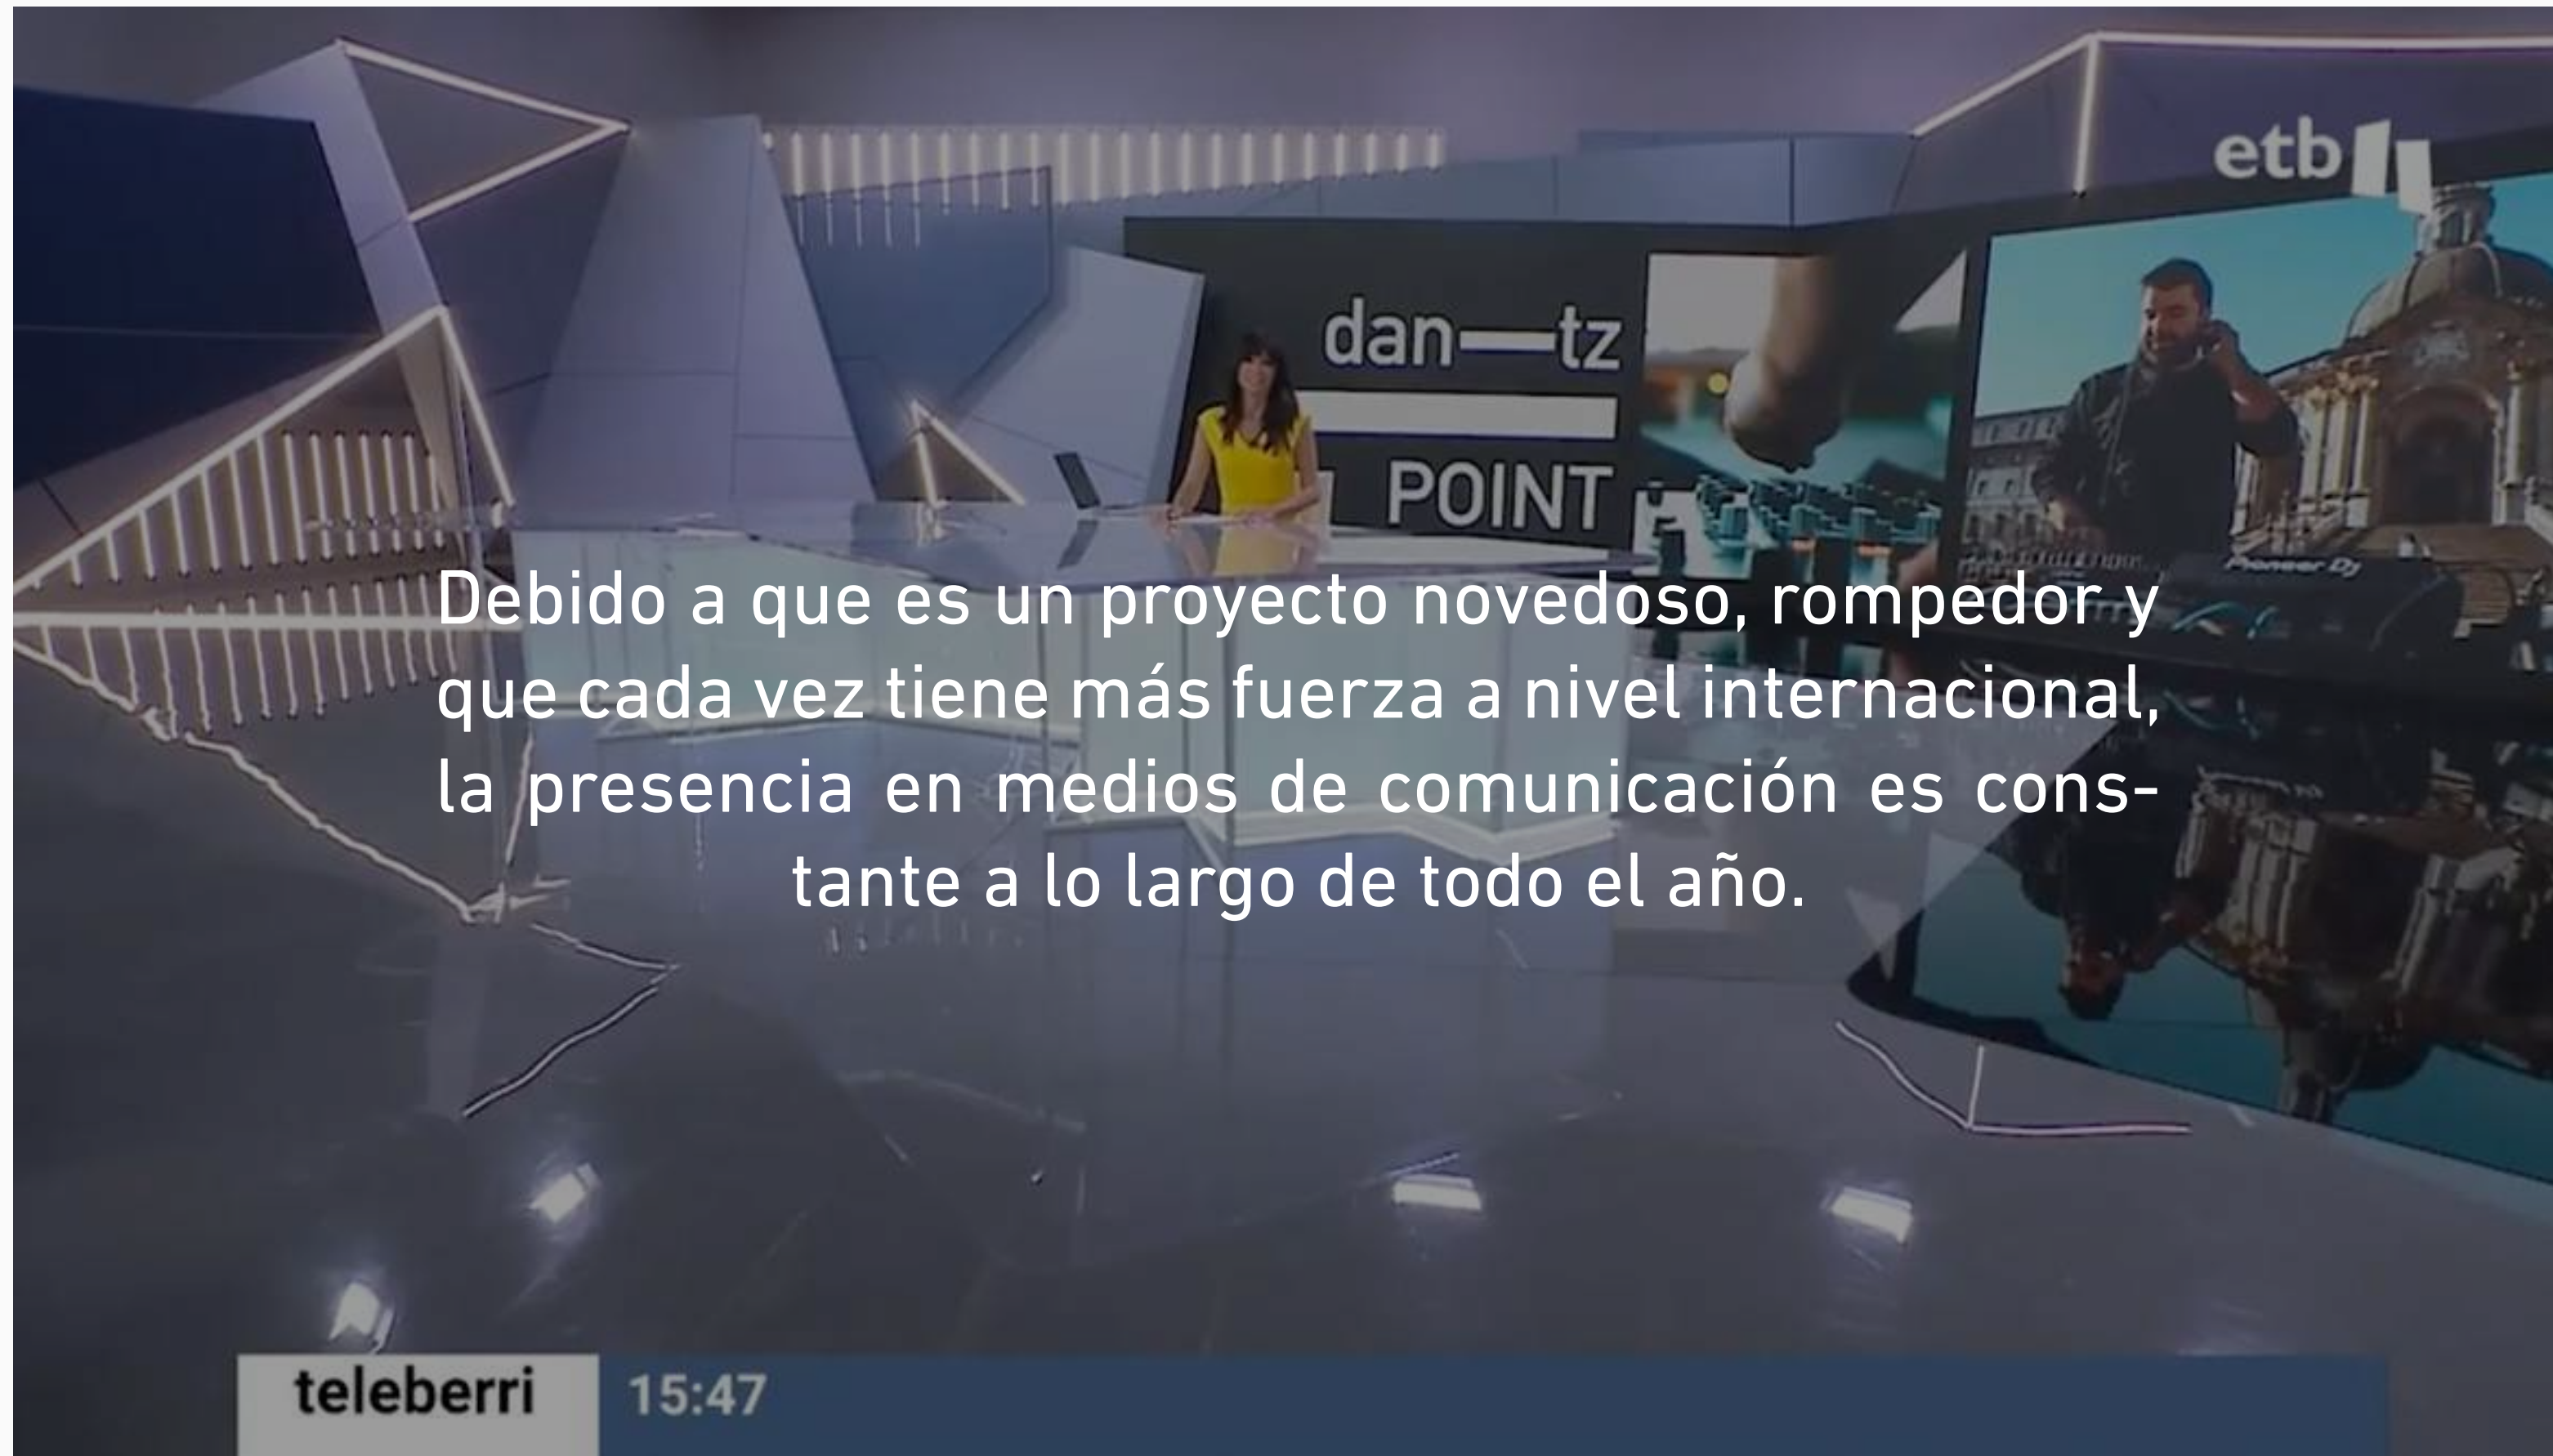 etb
dan—tz
POINT
Pioneer Dj
Debido a que es un proyecto novedoso, rompedor y
que cada vez tiene más fuerza a nivel internacional,
la presencia en medios de comunicación es cons-
tante a lo largo de todo el año.
teleberri 15:47